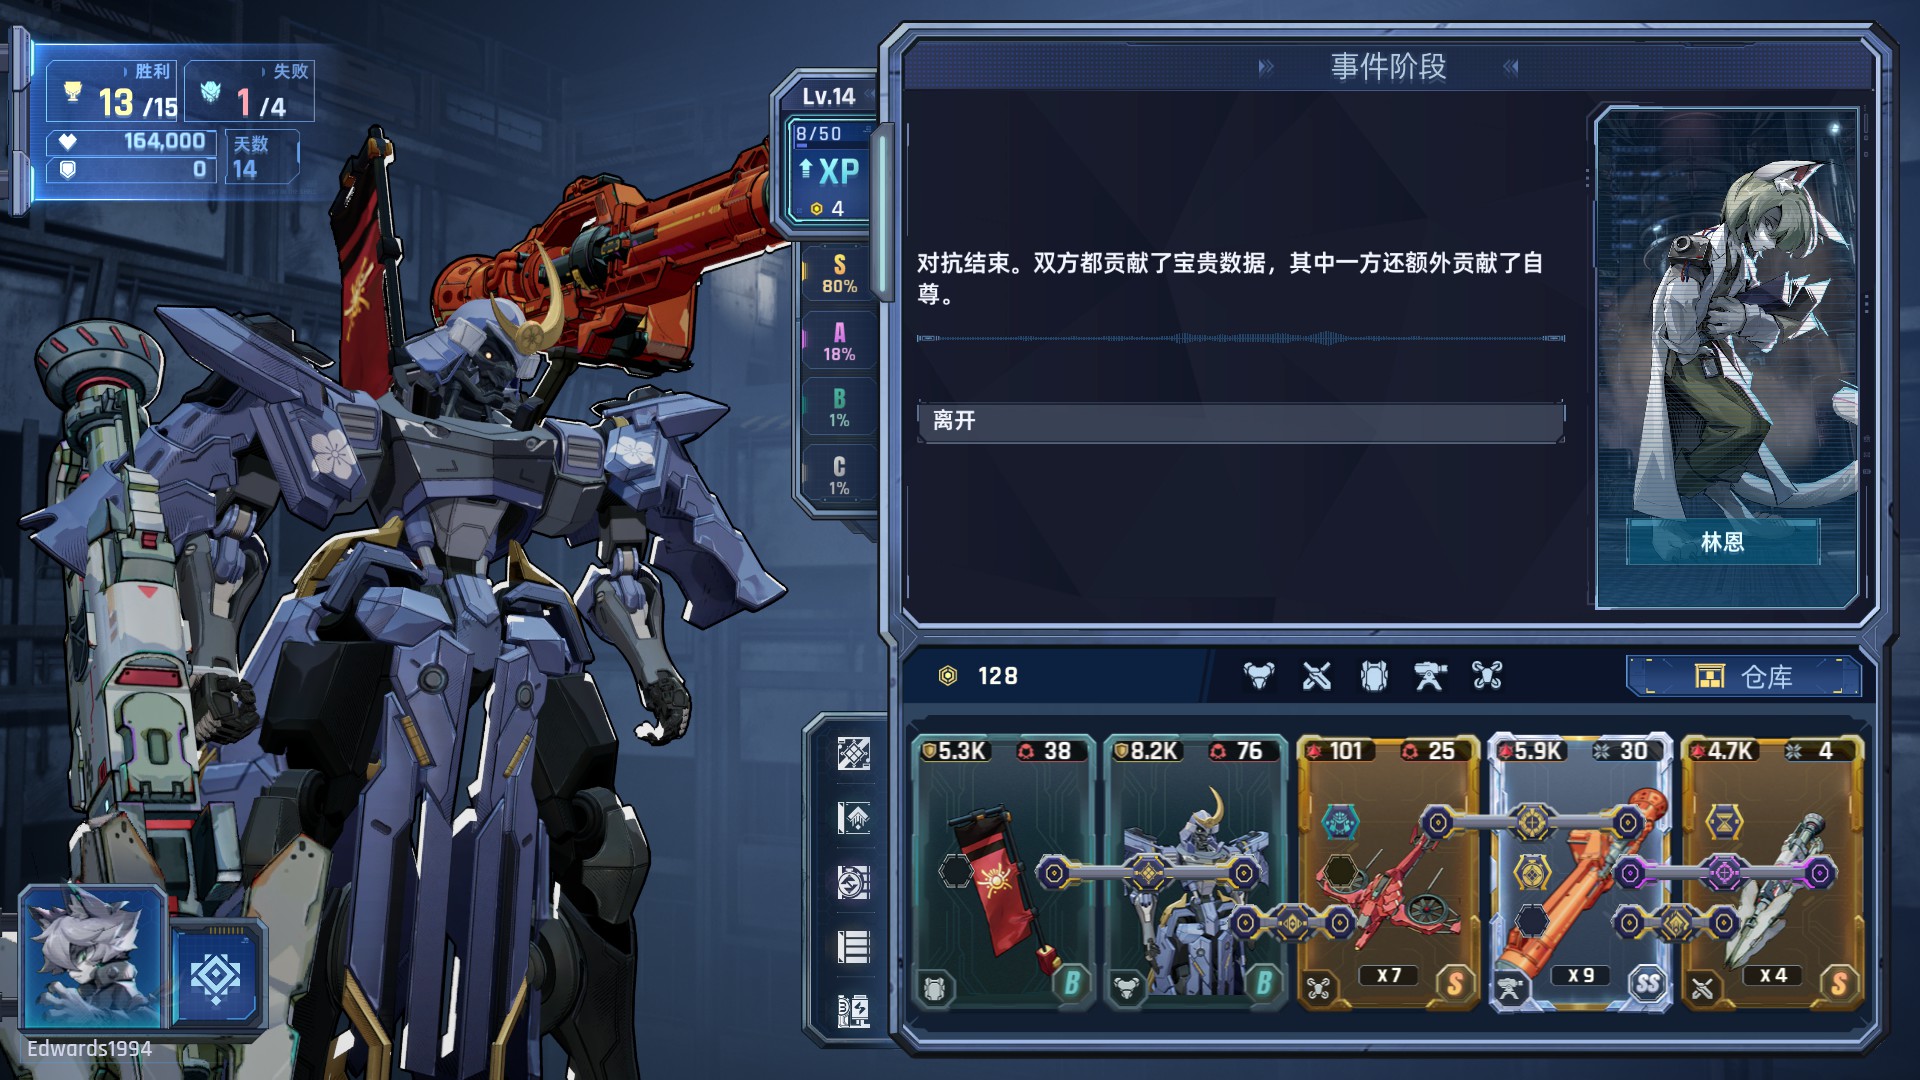 胜利
13 /15
失败
1 /4
164,000
0
天数
14
Lv.14
8/50
XP
4
S
80%
A
18%
B
1%
C
1%
事件阶段
对抗结束。双方都贡献了宝贵数据，其中一方还额外贡献了自
尊。
离开
林恩
128
仓库
5.3K 38
B
8.2K 76
B
101 25
x7
S
5.9K 30
x9
SS
4.7K 4
x4
S
Edwards1994